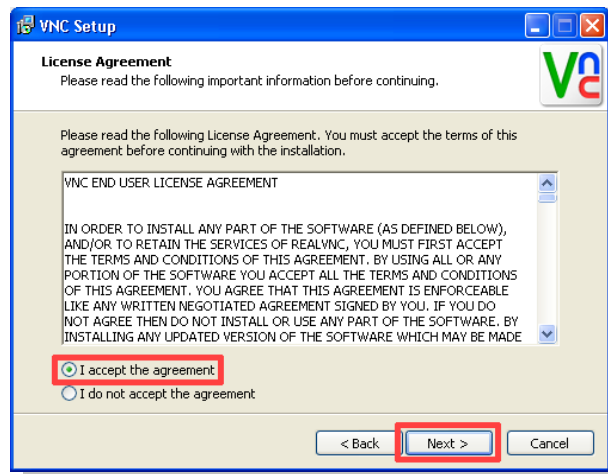 VNC Setup
License Agreement
Please read the following important information before continuing.
VNC
Please read the following License Agreement. You must accept the terms of this
agreement before continuing with the installation.
VNC END USER LICENSE AGREEMENT
IN ORDER TO INSTALL ANY PART OF THE SOFTWARE (AS DEFINED BELOW),
AND/OR TO RETAIN THE SERVICES OF REALVNC, YOU MUST FIRST ACCEPT
THE TERMS AND CONDITIONS OF THIS AGREEMENT. BY USING ALL OR ANY
PORTION OF THE SOFTWARE YOU ACCEPT ALL THE TERMS AND CONDITIONS
OF THIS AGREEMENT. YOU AGREE THAT THIS AGREEMENT IS ENFORCEABLE
LIKE ANY WRITTEN NEGOTIATED AGREEMENT SIGNED BY YOU. IF YOU DO
NOT AGREE THEN DO NOT INSTALL OR USE ANY PART OF THE SOFTWARE. BY
INSTALLING ANY UPDATED VERSION OF THE SOFTWARE WHICH MAY BE MADE
I accept the agreement
I do not accept the agreement
< Back Next > Cancel